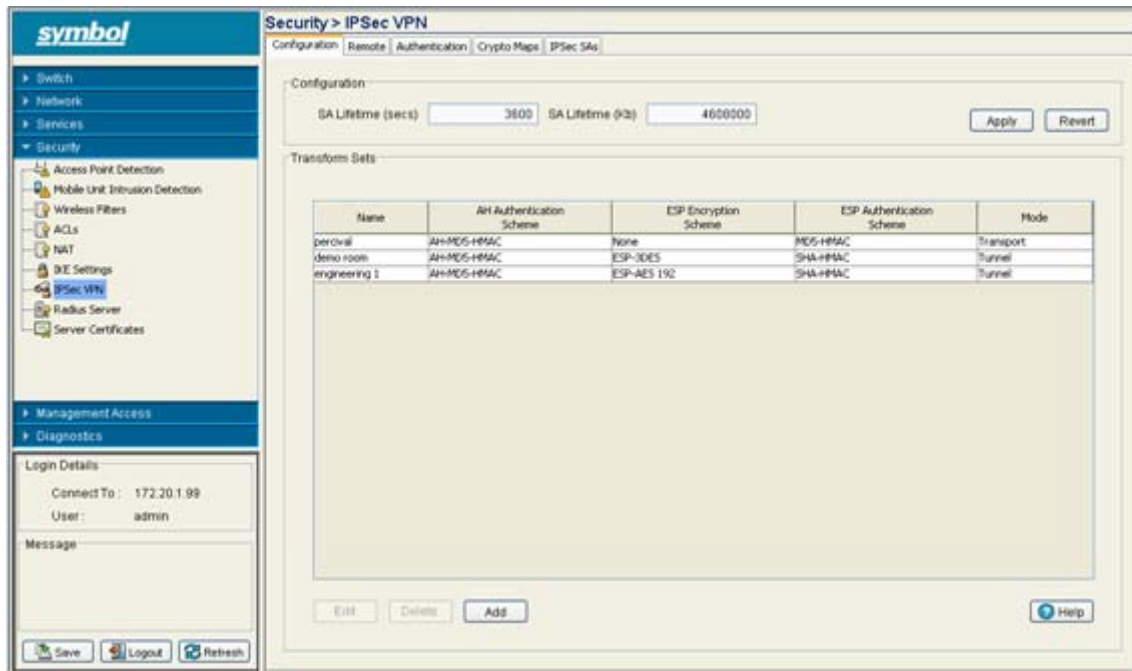 symbol
Switch
Network
Services
Security
Access Point Detection
Mobile Unit Intrusion Detection
Wireless Filters
ACLs
NAT
IKE Settings
IPSec VPN
Radius Server
Server Certificates
Management Access
Diagnostics
Login Details
Connect To : 172.20.1.99
User : admin
Message
Save Logout Refresh
Security > IPSec VPN
Configuration Remote Authentication Crypto Maps IPSec SAs
Configuration
SA Lifetime (secs) 3600 SA Lifetime (Kb) 4608000 Apply Revert
Transform Sets
Name AH Authentication Scheme ESP Encryption Scheme ESP Authentication Scheme Mode
percival AH-MD5-HMAC None MD5-HMAC Transport
demo room AH-MD5-HMAC ESP-3DES SHA-HMAC Tunnel
engineering 1 AH-MD5-HMAC ESP-AES 192 SHA-HMAC Tunnel
Edit Delete Add Help